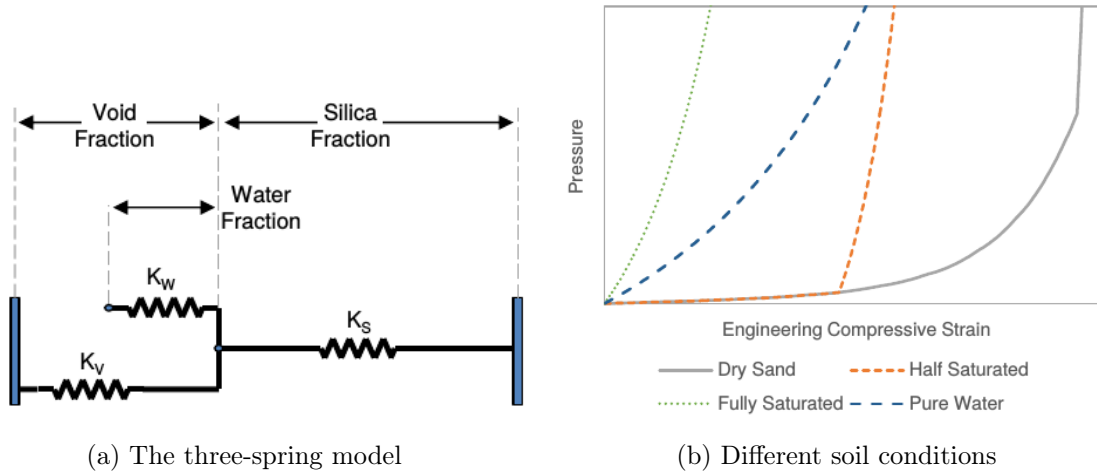 Void
Fraction
Silica
Fraction
Water
Fraction
K_W
K_S
K_V
(a) The three-spring model
Pressure
Engineering Compressive Strain
Dry Sand
Half Saturated
Fully Saturated
Pure Water
(b) Different soil conditions